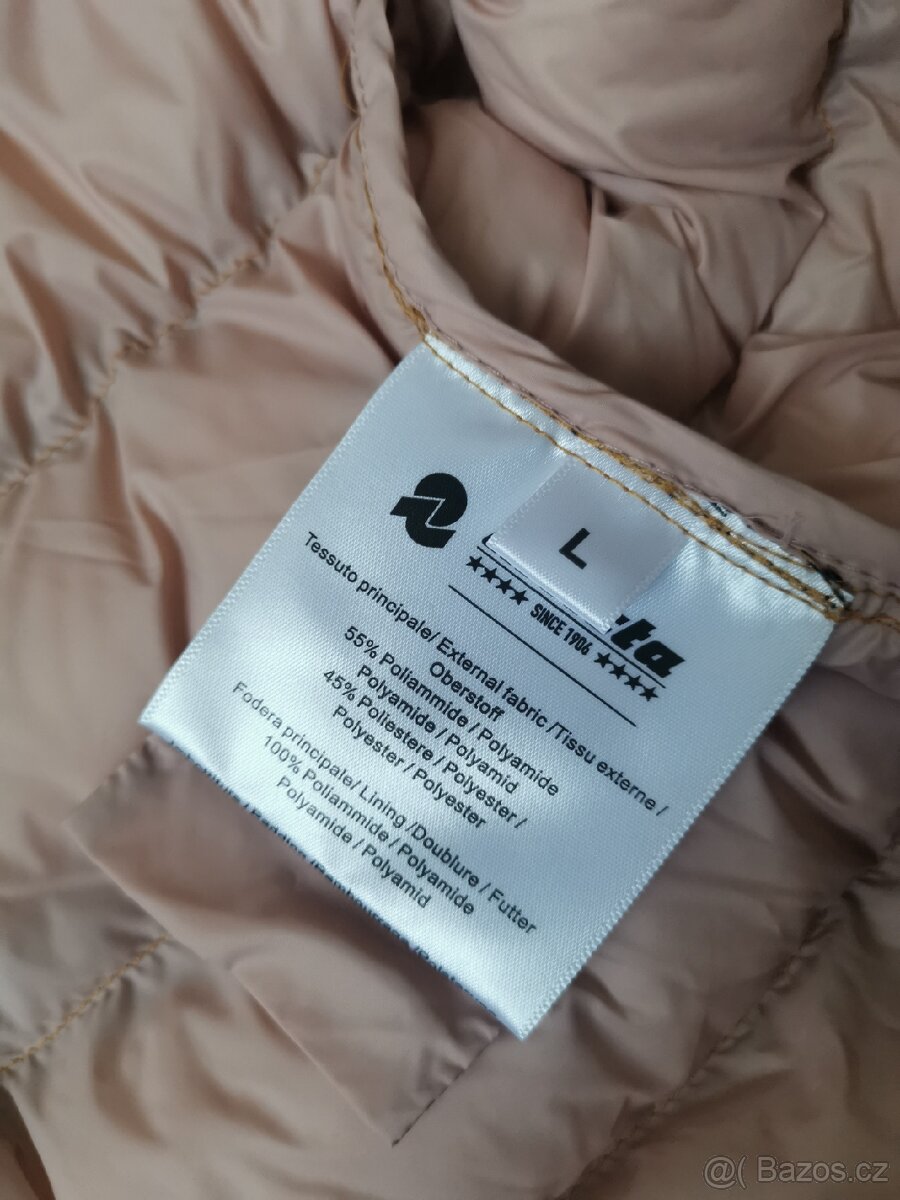 L
★★★★ SINCE 1906 ★★★★
Tessuto principale/ External fabric /Tissu externe /
Oberstoff
55% Poliammide / Polyamide
Polyamide / Polyamid
45% Poliestere / Polyester /
Polyester / Polyester
Fodera principale/ Lining /Doublure / Futter
100% Poliammide / Polyamide
Polyamide / Polyamid
@( Bazos.cz